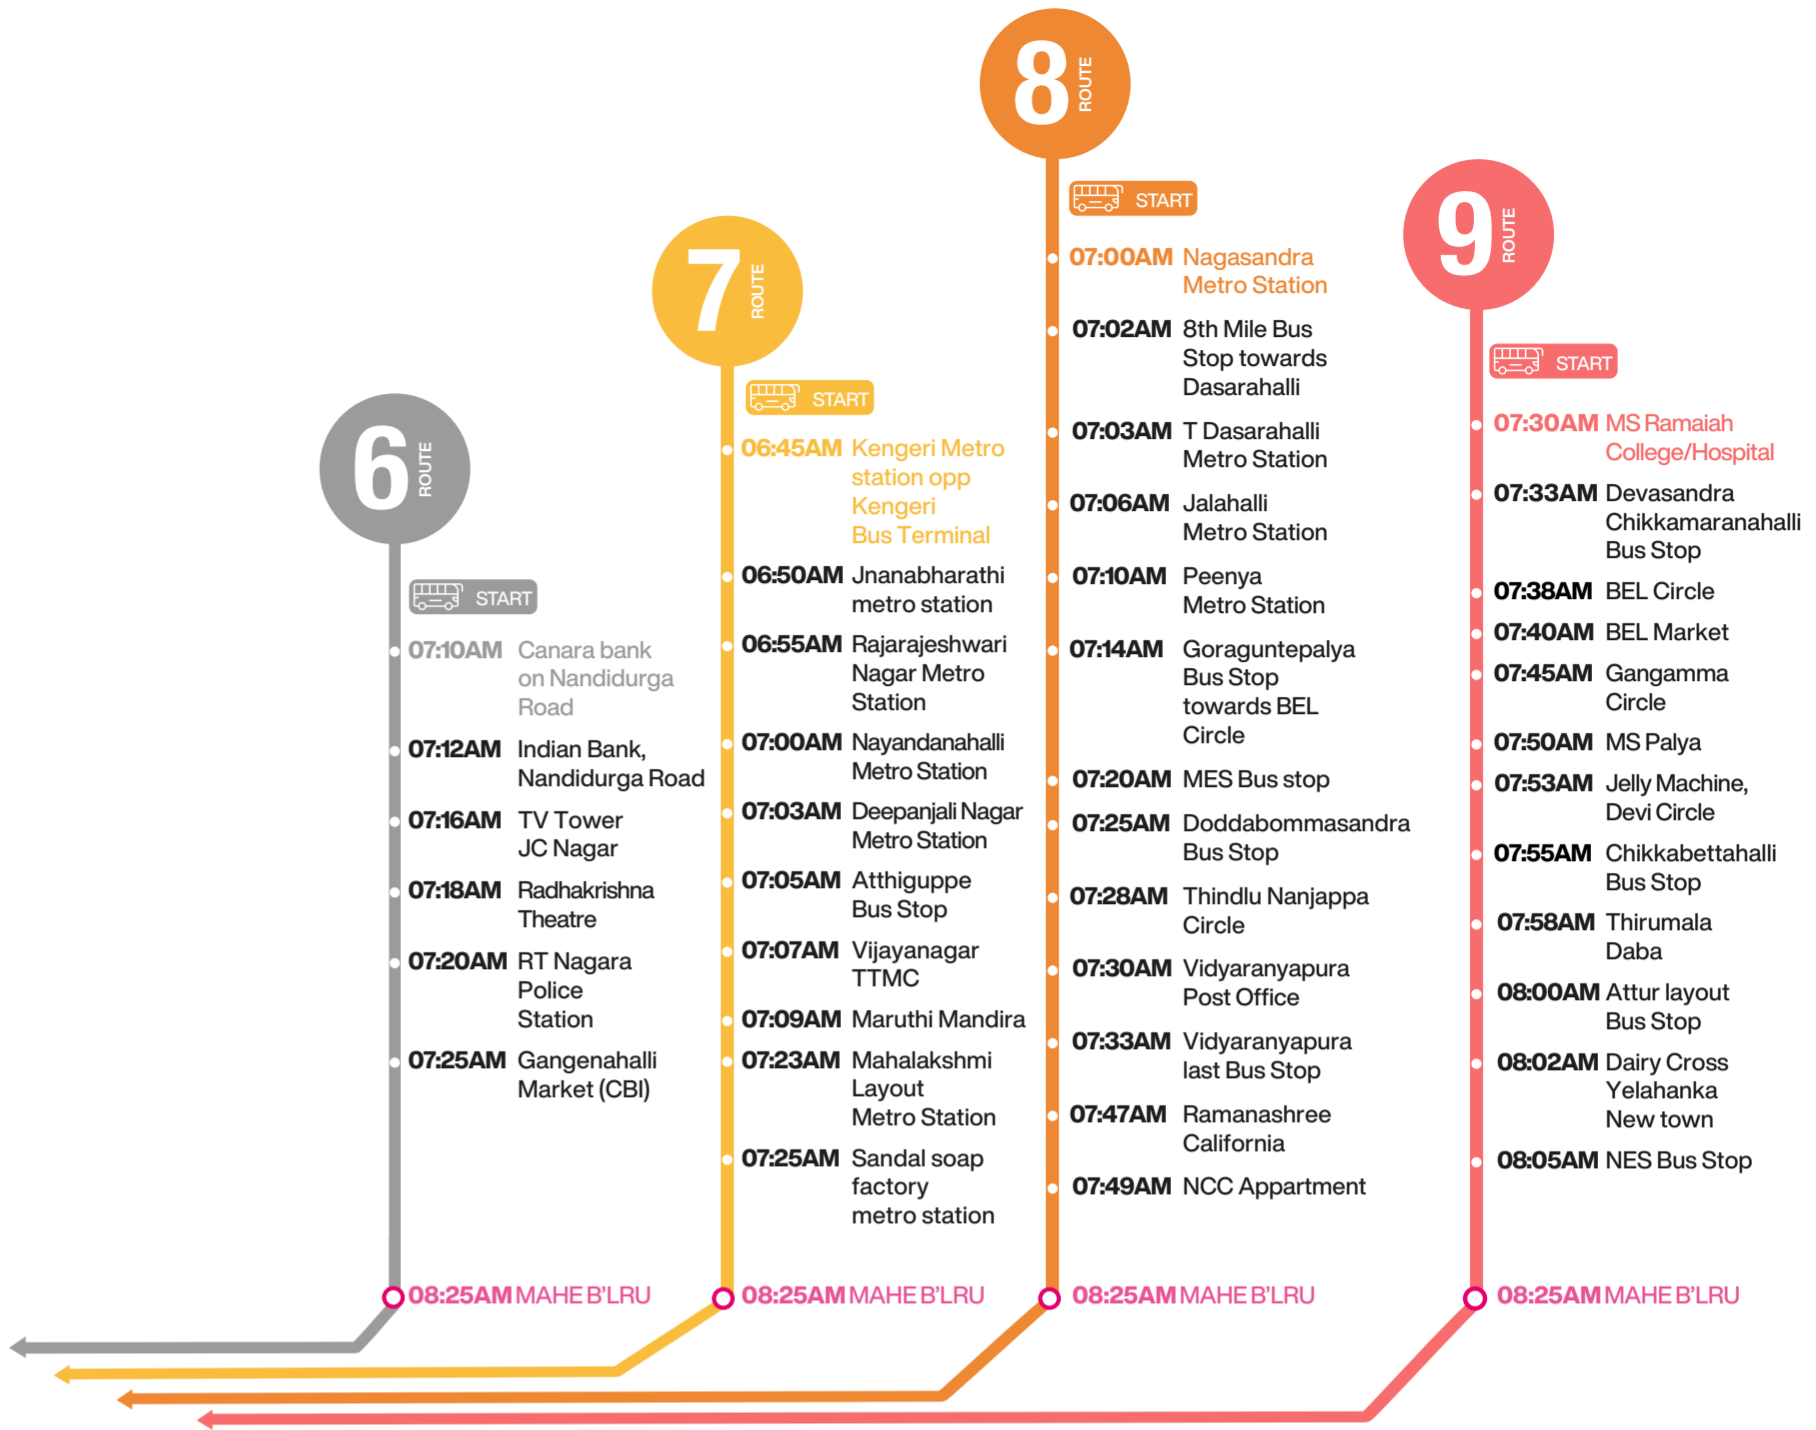 6 ROUTE
START
07:10AM Canara bank
on Nandidurga
Road
07:12AM Indian Bank,
Nandidurga Road
07:16AM TV Tower
JC Nagar
07:18AM Radhakrishna
Theatre
07:20AM RT Nagara
Police
Station
07:25AM Gangenahalli
Market (CBI)
08:25AM MAHE B'LRU
7 ROUTE
START
06:45AM Kengeri Metro
station opp
Kengeri
Bus Terminal
06:50AM Jnanabharathi
metro station
06:55AM Rajarajeshwari
Nagar Metro
Station
07:00AM Nayandanahalli
Metro Station
07:03AM Deepanjali Nagar
Metro Station
07:05AM Atthiguppe
Bus Stop
07:07AM Vijayanagar
TTMC
07:09AM Maruthi Mandira
07:23AM Mahalakshmi
Layout
Metro Station
07:25AM Sandal soap
factory
metro station
08:25AM MAHE B'LRU
8 ROUTE
START
07:00AM Nagasandra
Metro Station
07:02AM 8th Mile Bus
Stop towards
Dasarahalli
07:03AM T Dasarahalli
Metro Station
07:06AM Jalahalli
Metro Station
07:10AM Peenya
Metro Station
07:14AM Goraguntepalya
Bus Stop
towards BEL
Circle
07:20AM MES Bus stop
07:25AM Doddabommasandra
Bus Stop
07:28AM Thindlu Nanjappa
Circle
07:30AM Vidyaranyapura
Post Office
07:33AM Vidyaranyapura
last Bus Stop
07:47AM Ramanashree
California
07:49AM NCC Appartment
08:25AM MAHE B'LRU
9 ROUTE
START
07:30AM MS Ramaiah
College/Hospital
07:33AM Devasandra
Chikkamaranahalli
Bus Stop
07:38AM BEL Circle
07:40AM BEL Market
07:45AM Gangamma
Circle
07:50AM MS Palya
07:53AM Jelly Machine,
Devi Circle
07:55AM Chikkabettahalli
Bus Stop
07:58AM Thirumala
Daba
08:00AM Attur layout
Bus Stop
08:02AM Dairy Cross
Yelahanka
New town
08:05AM NES Bus Stop
08:25AM MAHE B'LRU